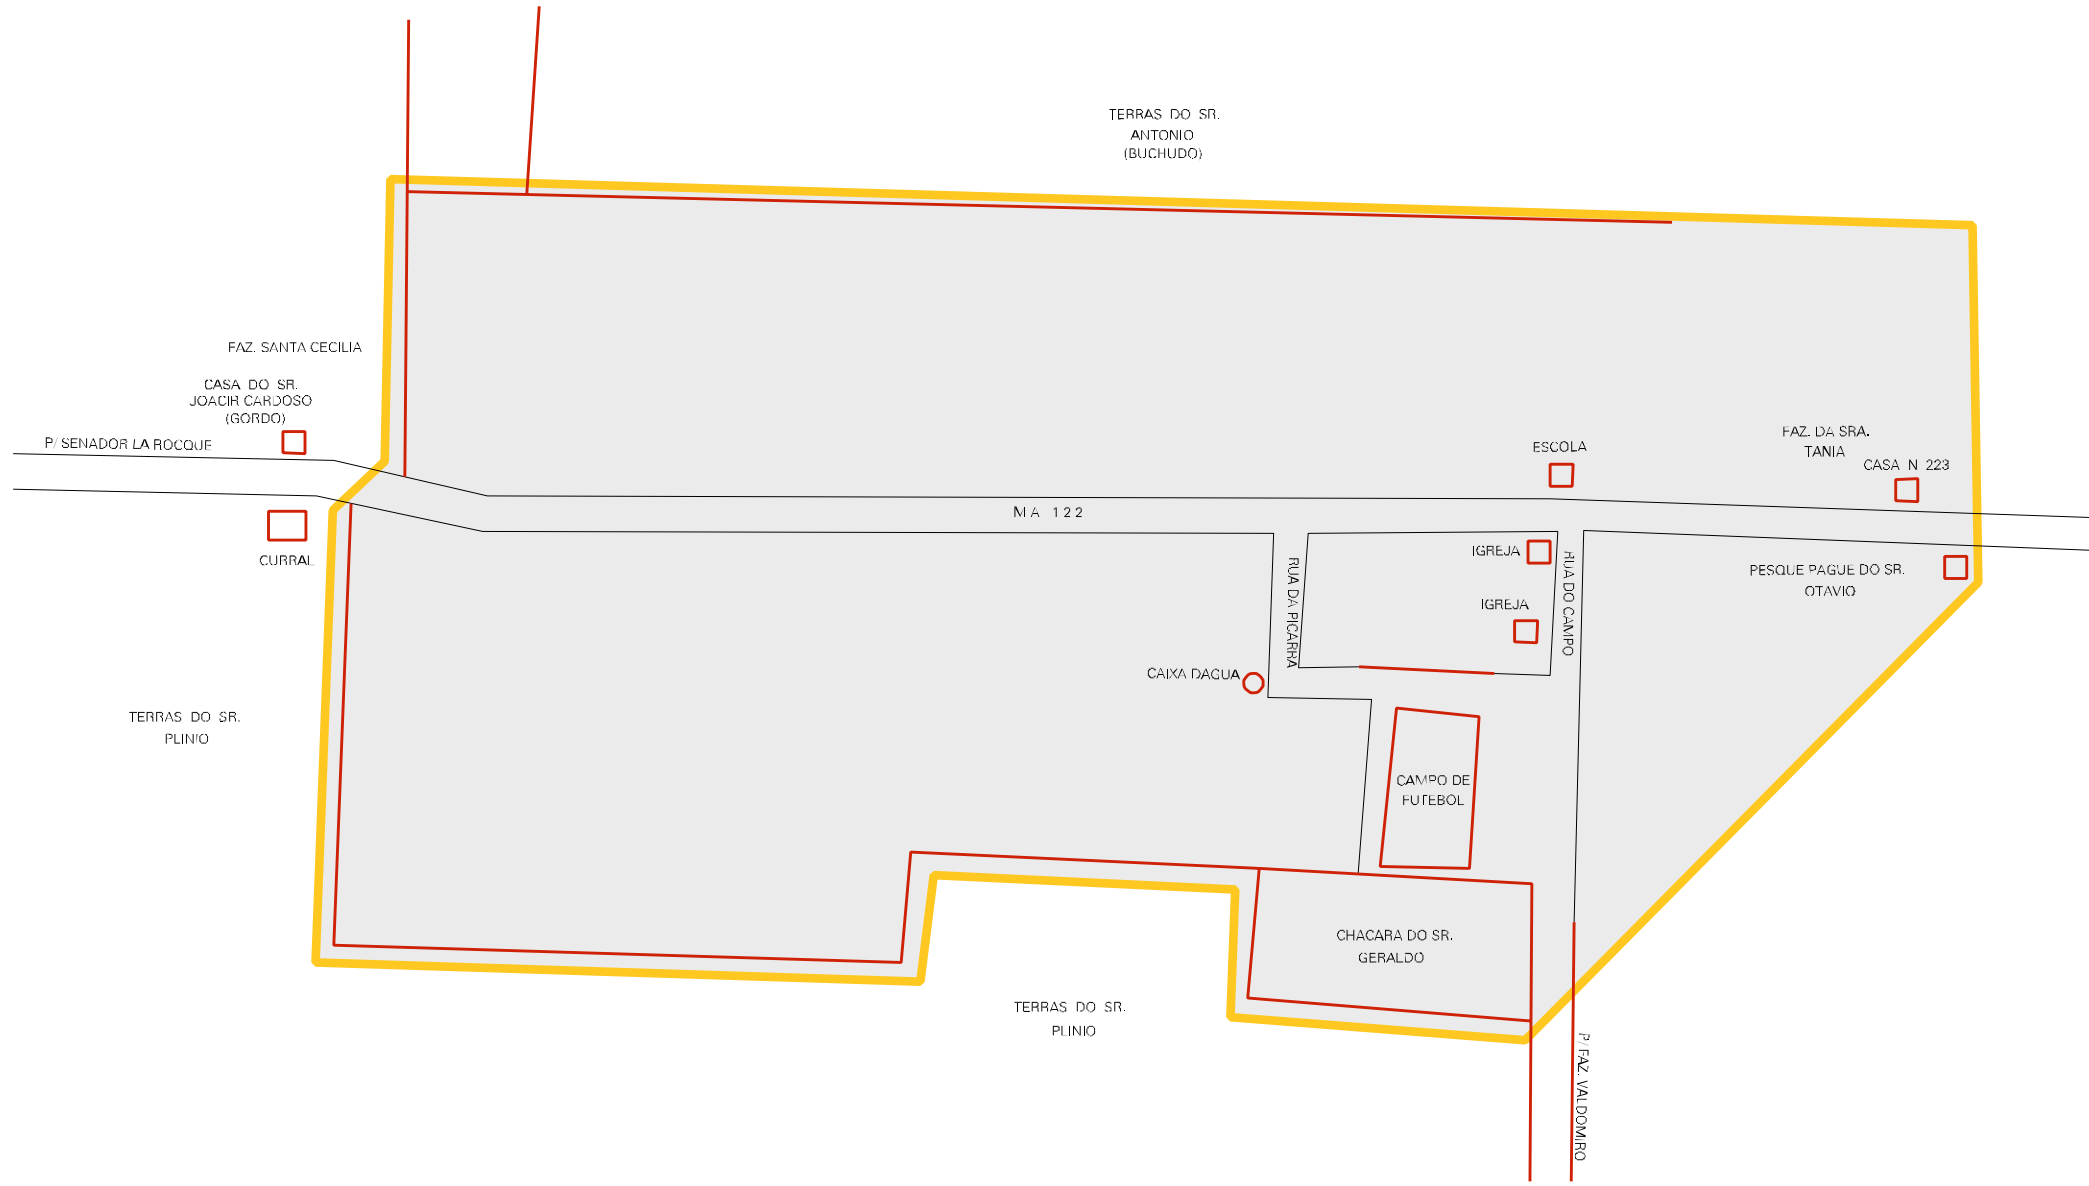 TERRAS DO SR.
ANTONIO
(BUCHUDO)
FAZ. SANTA CECILIA
CASA DO SR.
JOACIR CARDOSO
(GORDO)
P/ SENADOR LA ROCQUE
CURRAL
MA 122
ESCOLA
FAZ. DA SRA.
TANIA
CASA N 223
IGREJA
IGREJA
RUA DA PICARRA
RUA DO CAMPO
PESQUE PAGUE DO SR.
OTAVIO
CAIXA DAGUA
TERRAS DO SR.
PLINIO
CAMPO DE
FUTEBOL
CHACARA DO SR.
GERALDO
TERRAS DO SR.
PLINIO
P/ FAZ. VALDOMIRO